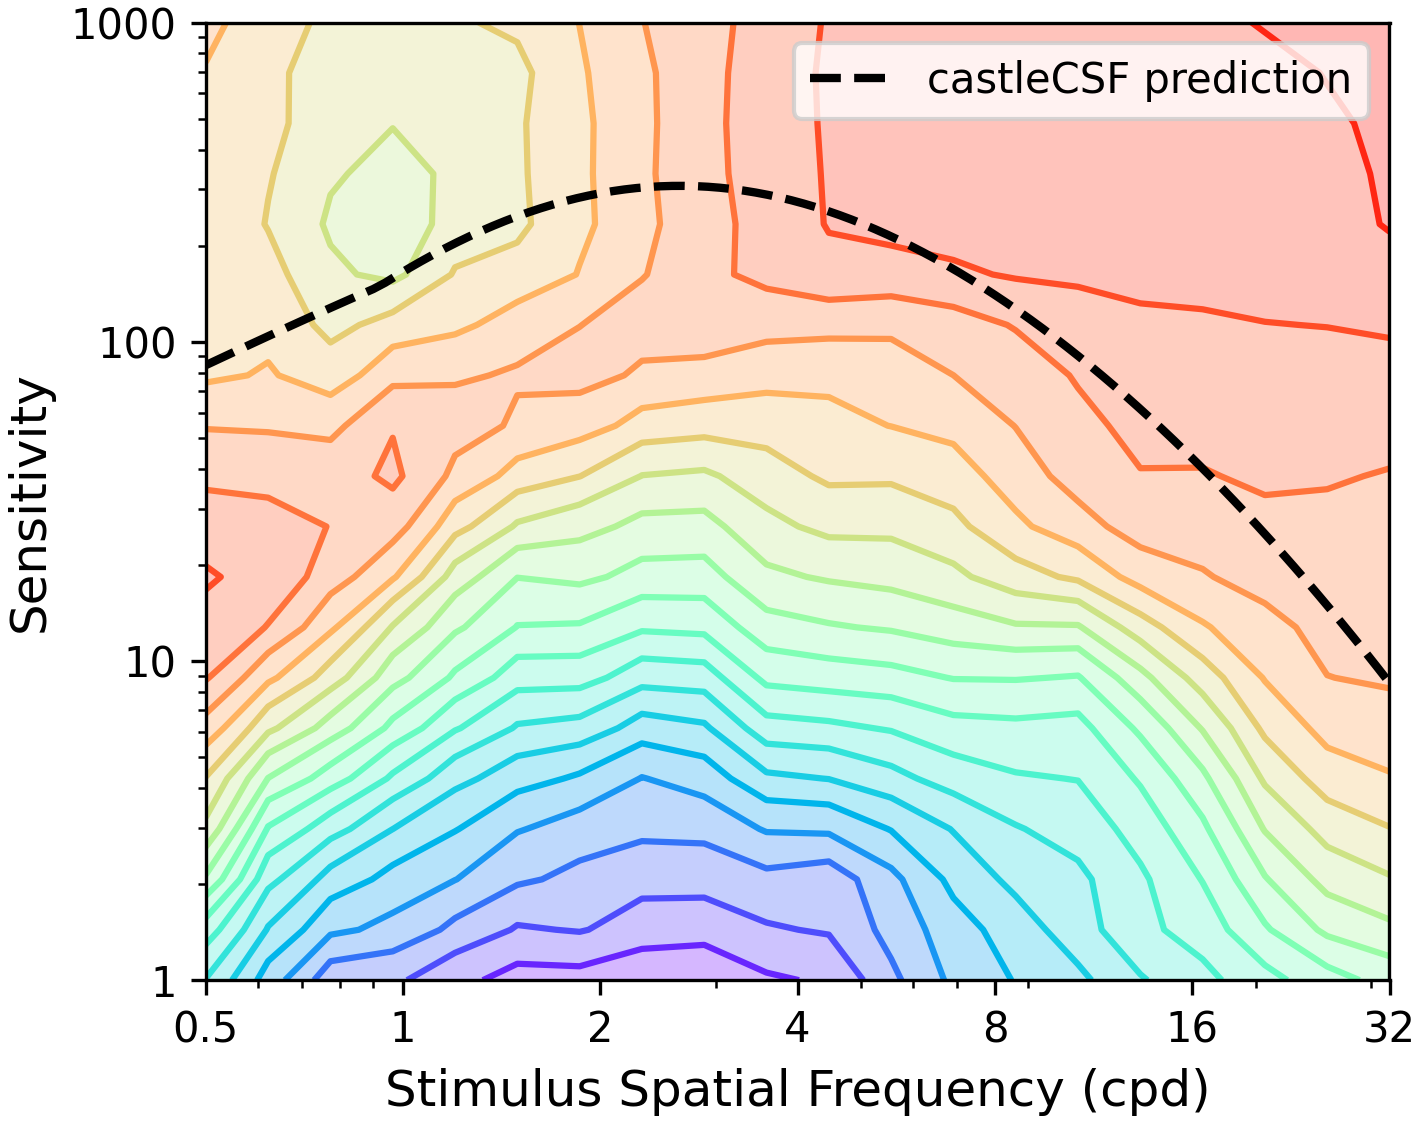 1000
100
10
1
Sensitivity
castleCSF prediction
0.5 1 2 4 8 16 32
Stimulus Spatial Frequency (cpd)